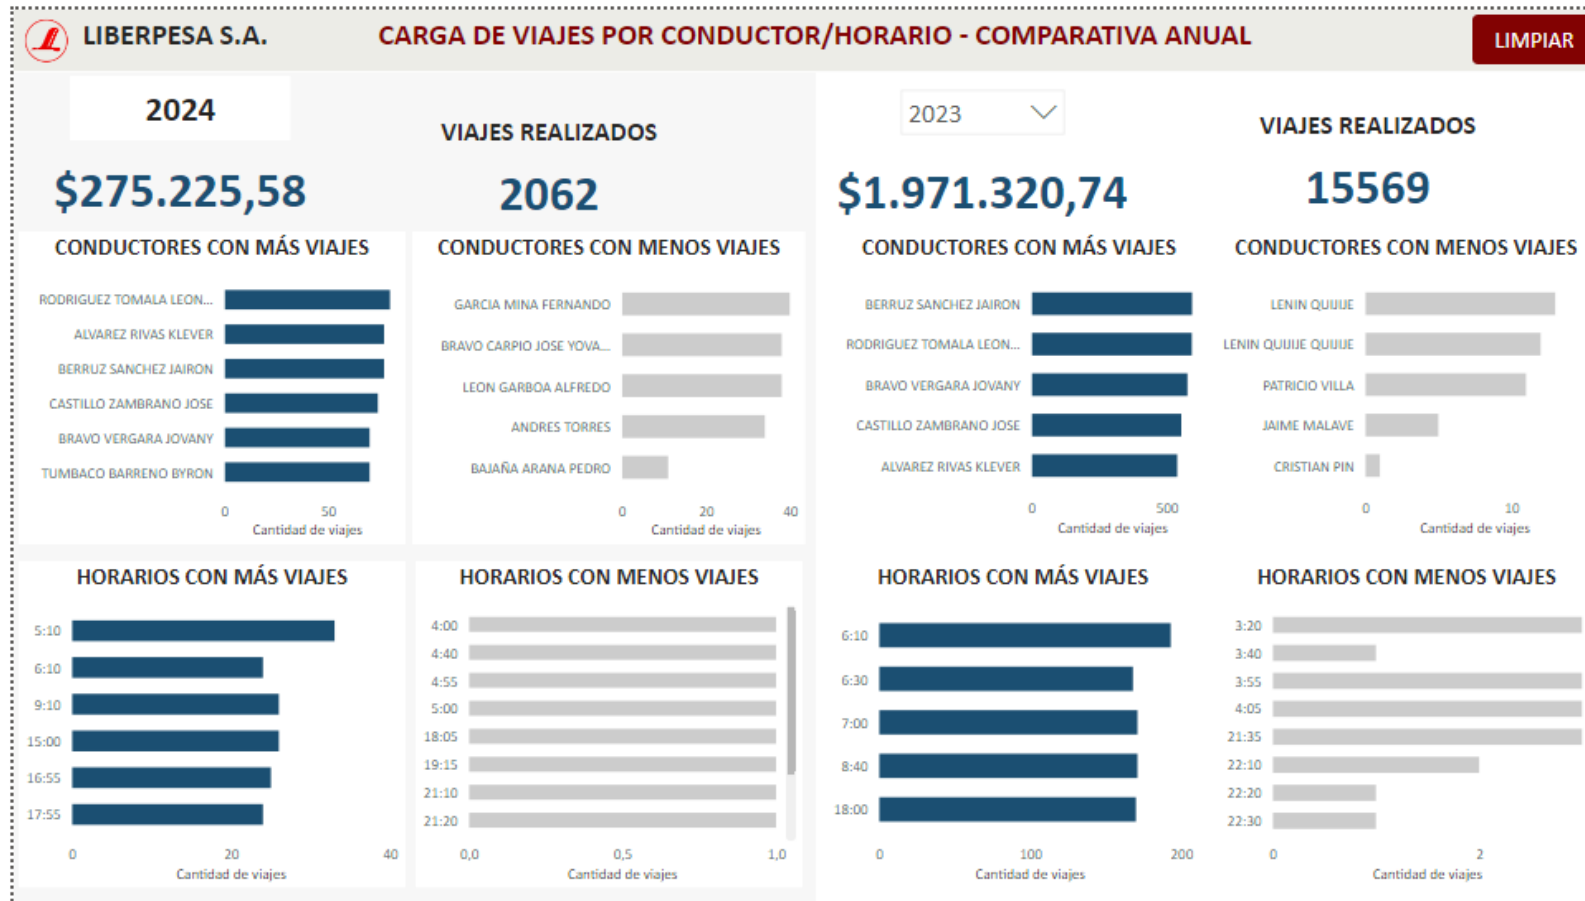 LIBERPESA S.A.
CARGA DE VIAJES POR CONDUCTOR/HORARIO - COMPARATIVA ANUAL
LIMPIAR
2024
VIAJES REALIZADOS
$275.225,58
2062
2023
VIAJES REALIZADOS
$1.971.320,74
15569
CONDUCTORES CON MÁS VIAJES
RODRIGUEZ TOMALA LEON...
ALVAREZ RIVAS KLEVER
BERRUZ SANCHEZ JAIRON
CASTILLO ZAMBRANO JOSE
BRAVO VERGARA JOVANY
TUMBACO BARRENO BYRON
0 50
Cantidad de viajes
CONDUCTORES CON MENOS VIAJES
GARCIA MINA FERNANDO
BRAVO CARPIO JOSE YOVA...
LEON GARBOA ALFREDO
ANDRES TORRES
BAJAÑA ARANA PEDRO
0 20 40
Cantidad de viajes
CONDUCTORES CON MÁS VIAJES
BERRUZ SANCHEZ JAIRON
RODRIGUEZ TOMALA LEON...
BRAVO VERGARA JOVANY
CASTILLO ZAMBRANO JOSE
ALVAREZ RIVAS KLEVER
0 500
Cantidad de viajes
CONDUCTORES CON MENOS VIAJES
LENIN QUIJIJE
LENIN QUIJIJE QUIJIJE
PATRICIO VILLA
JAIME MALAVE
CRISTIAN PIN
0 10
Cantidad de viajes
HORARIOS CON MÁS VIAJES
5:10
6:10
9:10
15:00
16:55
17:55
0 20 40
Cantidad de viajes
HORARIOS CON MENOS VIAJES
4:00
4:40
4:55
5:00
18:05
19:15
21:10
21:20
0,0 0,5 1,0
Cantidad de viajes
HORARIOS CON MÁS VIAJES
6:10
6:30
7:00
8:40
18:00
0 100 200
Cantidad de viajes
HORARIOS CON MENOS VIAJES
3:20
3:40
3:55
4:05
21:35
22:10
22:20
22:30
0 2
Cantidad de viajes